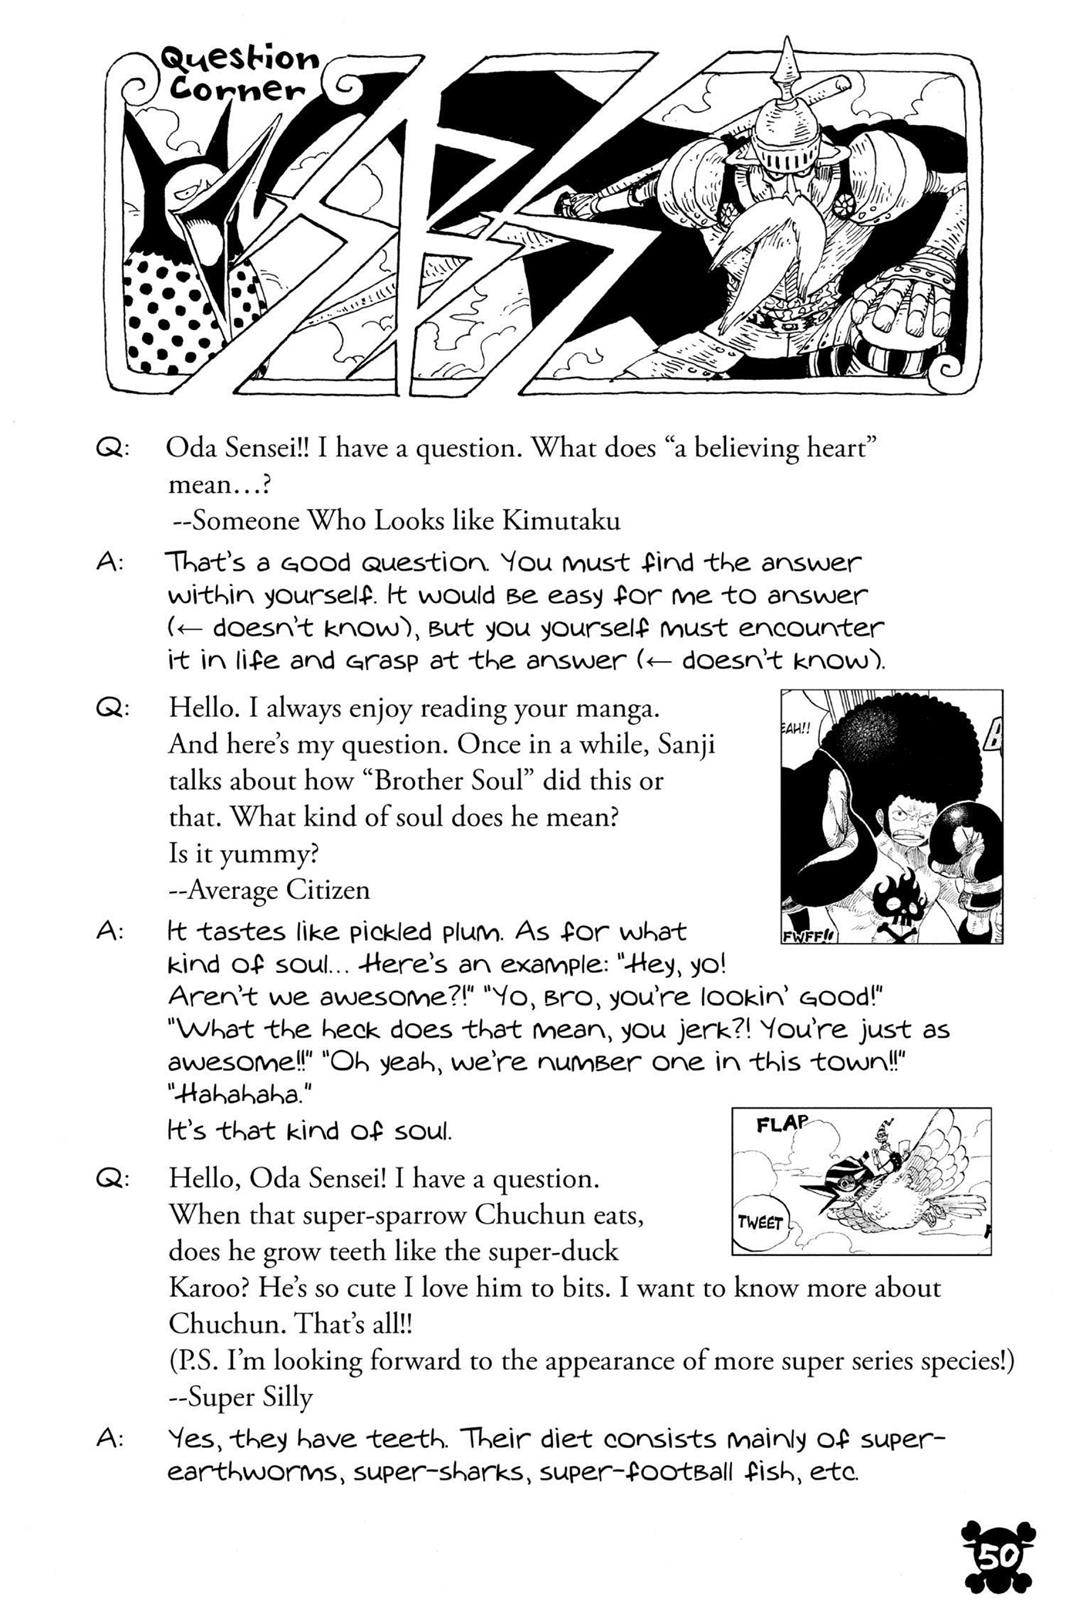 Question
Corner
SBS
Q: Oda Sensei!! I have a question. What does “a believing heart”
mean…?
--Someone Who Looks like Kimutaku
A: That's a good question. You must find the answer
within yourself. It would be easy for me to answer
(← doesn't know), but you yourself must encounter
it in life and grasp at the answer (← doesn't know).
Q: Hello. I always enjoy reading your manga.
And here’s my question. Once in a while, Sanji
talks about how “Brother Soul” did this or
that. What kind of soul does he mean?
Is it yummy?
--Average Citizen
EAH!!
FWFF!!
A: It tastes like pickled plum. As for what
kind of soul... Here's an example: "Hey, yo!
Aren't we awesome?!" "Yo, bro, you're lookin' good!"
"What the heck does that mean, you jerk?! You're just as
awesome!!" "Oh yeah, we're number one in this town!!"
"Hahahaha."
It's that kind of soul.
FLAP
TWEET
Q: Hello, Oda Sensei! I have a question.
When that super-sparrow Chuchun eats,
does he grow teeth like the super-duck
Karoo? He’s so cute I love him to bits. I want to know more about
Chuchun. That’s all!!
(P.S. I’m looking forward to the appearance of more super series species!)
--Super Silly
A: Yes, they have teeth. Their diet consists mainly of super-
earthworms, super-sharks, super-football fish, etc.
50